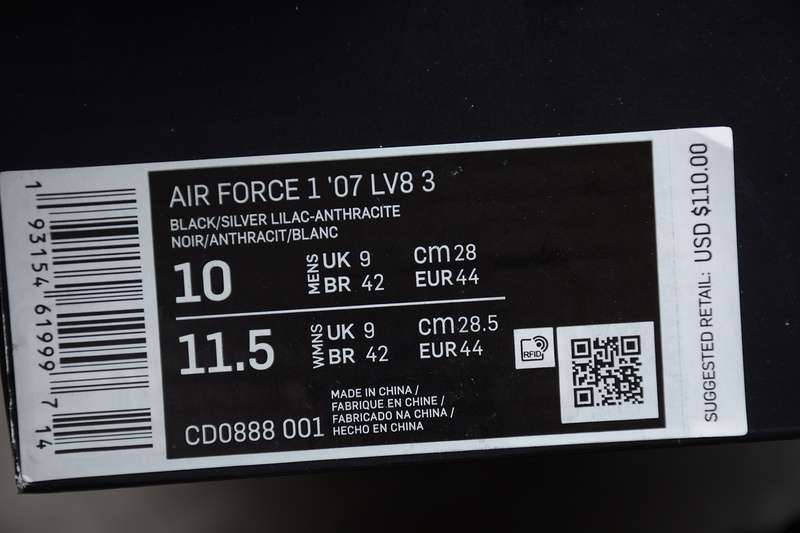 1 93154 61999 7 14
AIR FORCE 1 '07 LV8 3
BLACK/SILVER LILAC-ANTHRACITE
NOIR/ANTHRACIT/BLANC
10
MENS
UK 9
BR 42
CM 28
EUR 44
11.5
WMNS
UK 9
BR 42
CM 28.5
EUR 44
CD0888 001
MADE IN CHINA /
FABRIQUE EN CHINE /
FABRICADO NA CHINA /
HECHO EN CHINA
RFID
SUGGESTED RETAIL: USD $110.00